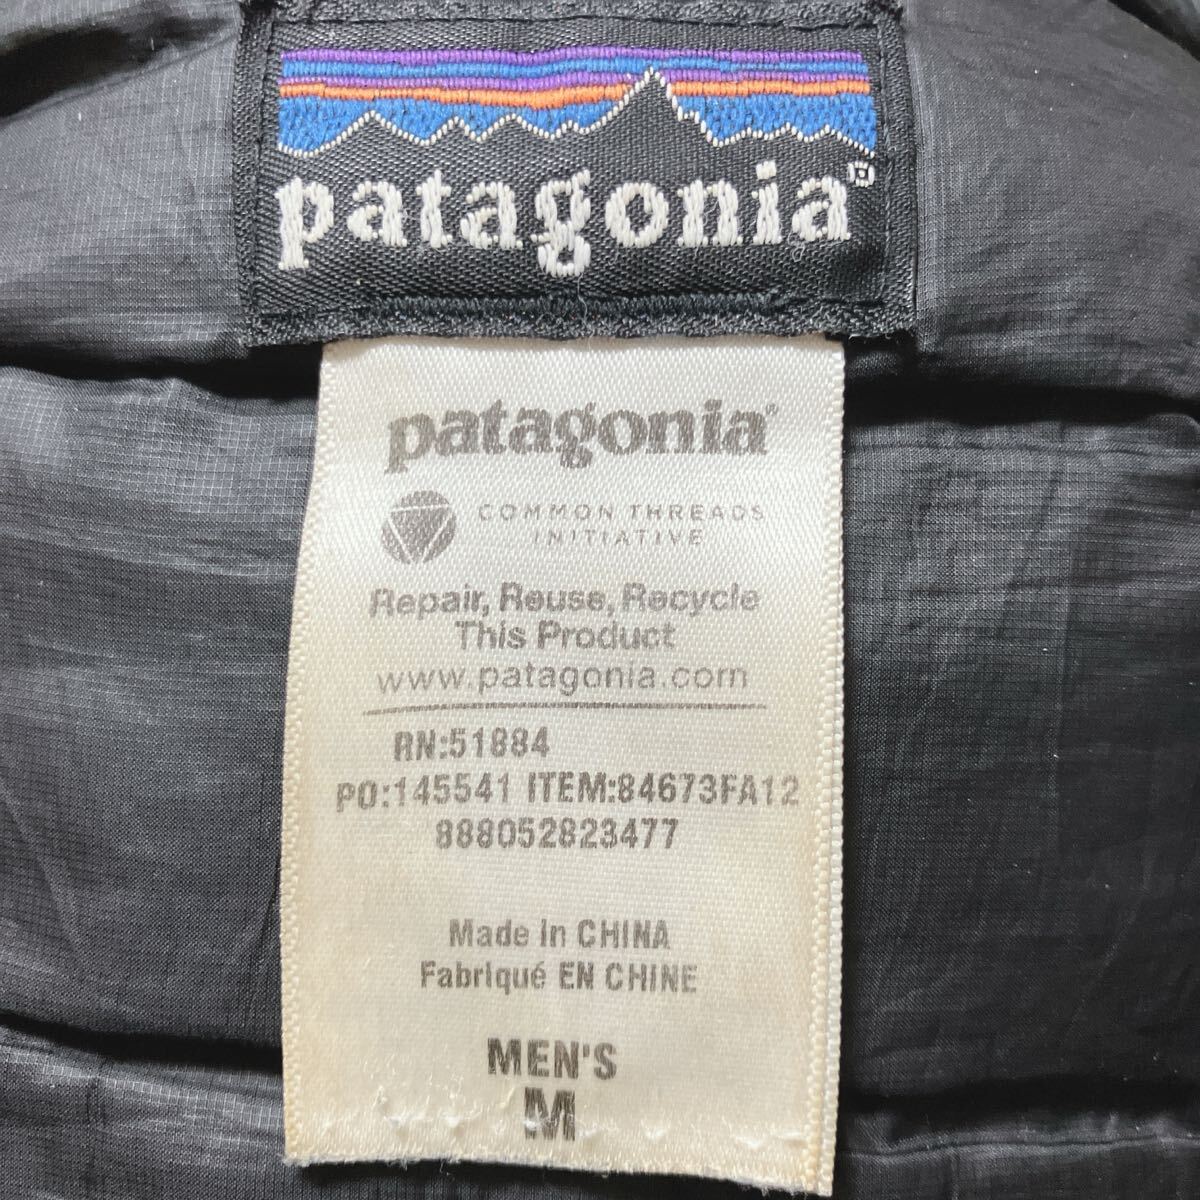 patagonia®
patagonia®
COMMON THREADS
INITIATIVE
Repair, Reuse, Recycle
This Product
www.patagonia.com
RN:51884
PO:145541 ITEM:84673FA12
888052823477
Made in CHINA
Fabriqué EN CHINE
MEN'S
M